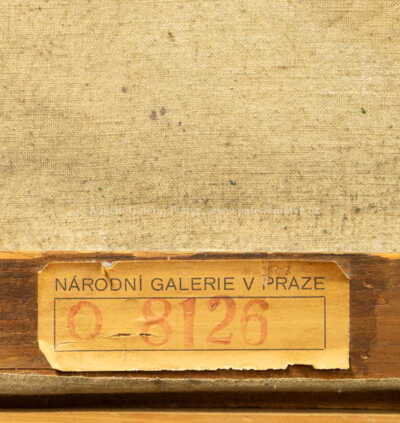 NÁRODNÍ GALERIE V PRAZE
O 8126